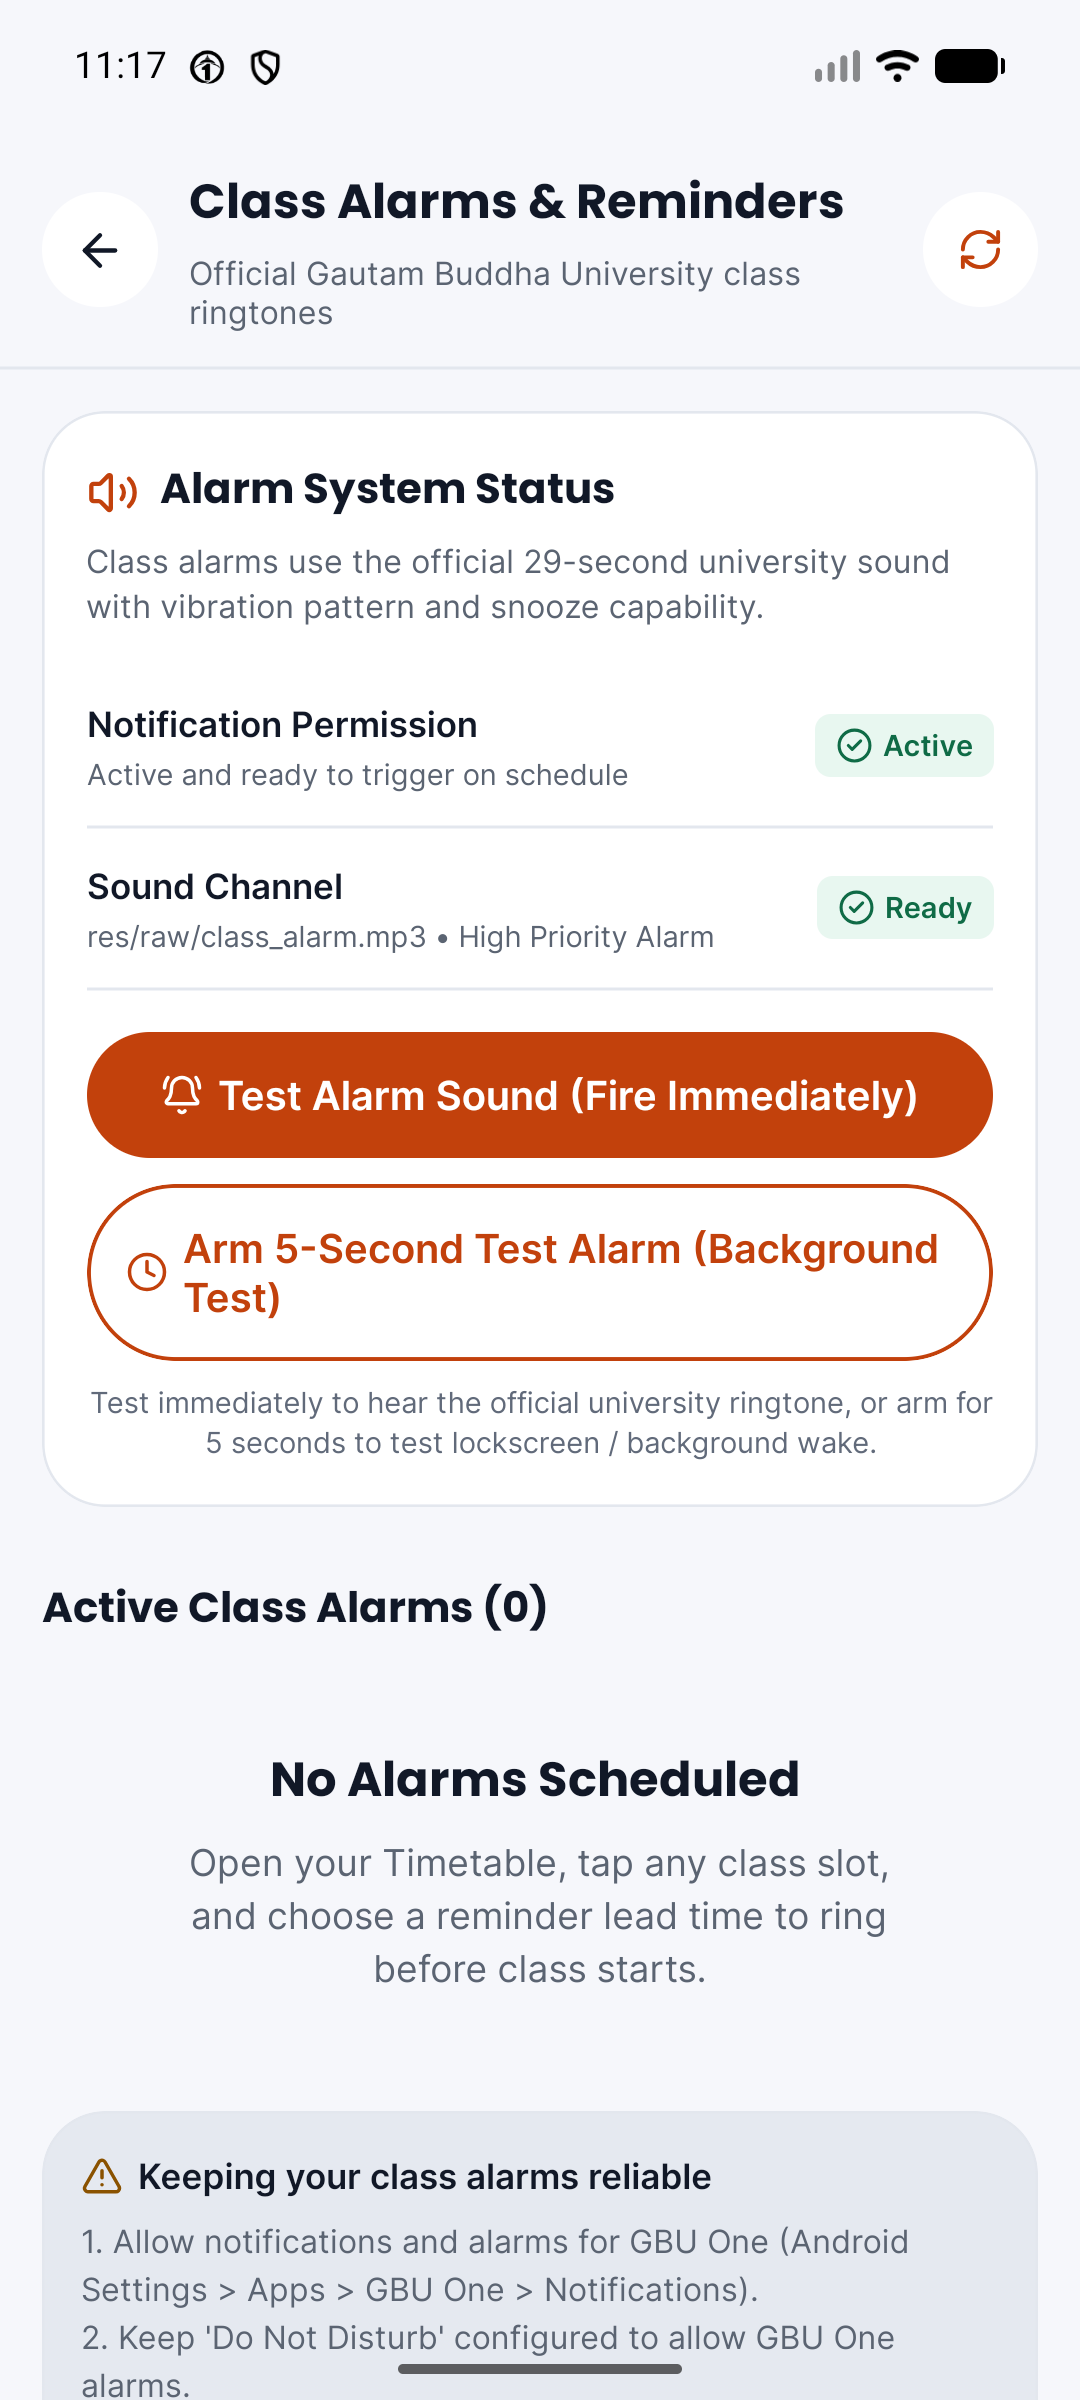 11:17
Class Alarms & Reminders
Official Gautam Buddha University class
ringtones
Alarm System Status
Class alarms use the official 29-second university sound
with vibration pattern and snooze capability.
Notification Permission
Active and ready to trigger on schedule
Active
Sound Channel
res/raw/class_alarm.mp3 • High Priority Alarm
Ready
Test Alarm Sound (Fire Immediately)
Arm 5-Second Test Alarm (Background
Test)
Test immediately to hear the official university ringtone, or arm for
5 seconds to test lockscreen / background wake.
Active Class Alarms (0)
No Alarms Scheduled
Open your Timetable, tap any class slot,
and choose a reminder lead time to ring
before class starts.
Keeping your class alarms reliable
1. Allow notifications and alarms for GBU One (Android
Settings > Apps > GBU One > Notifications).
2. Keep 'Do Not Disturb' configured to allow GBU One
alarms.